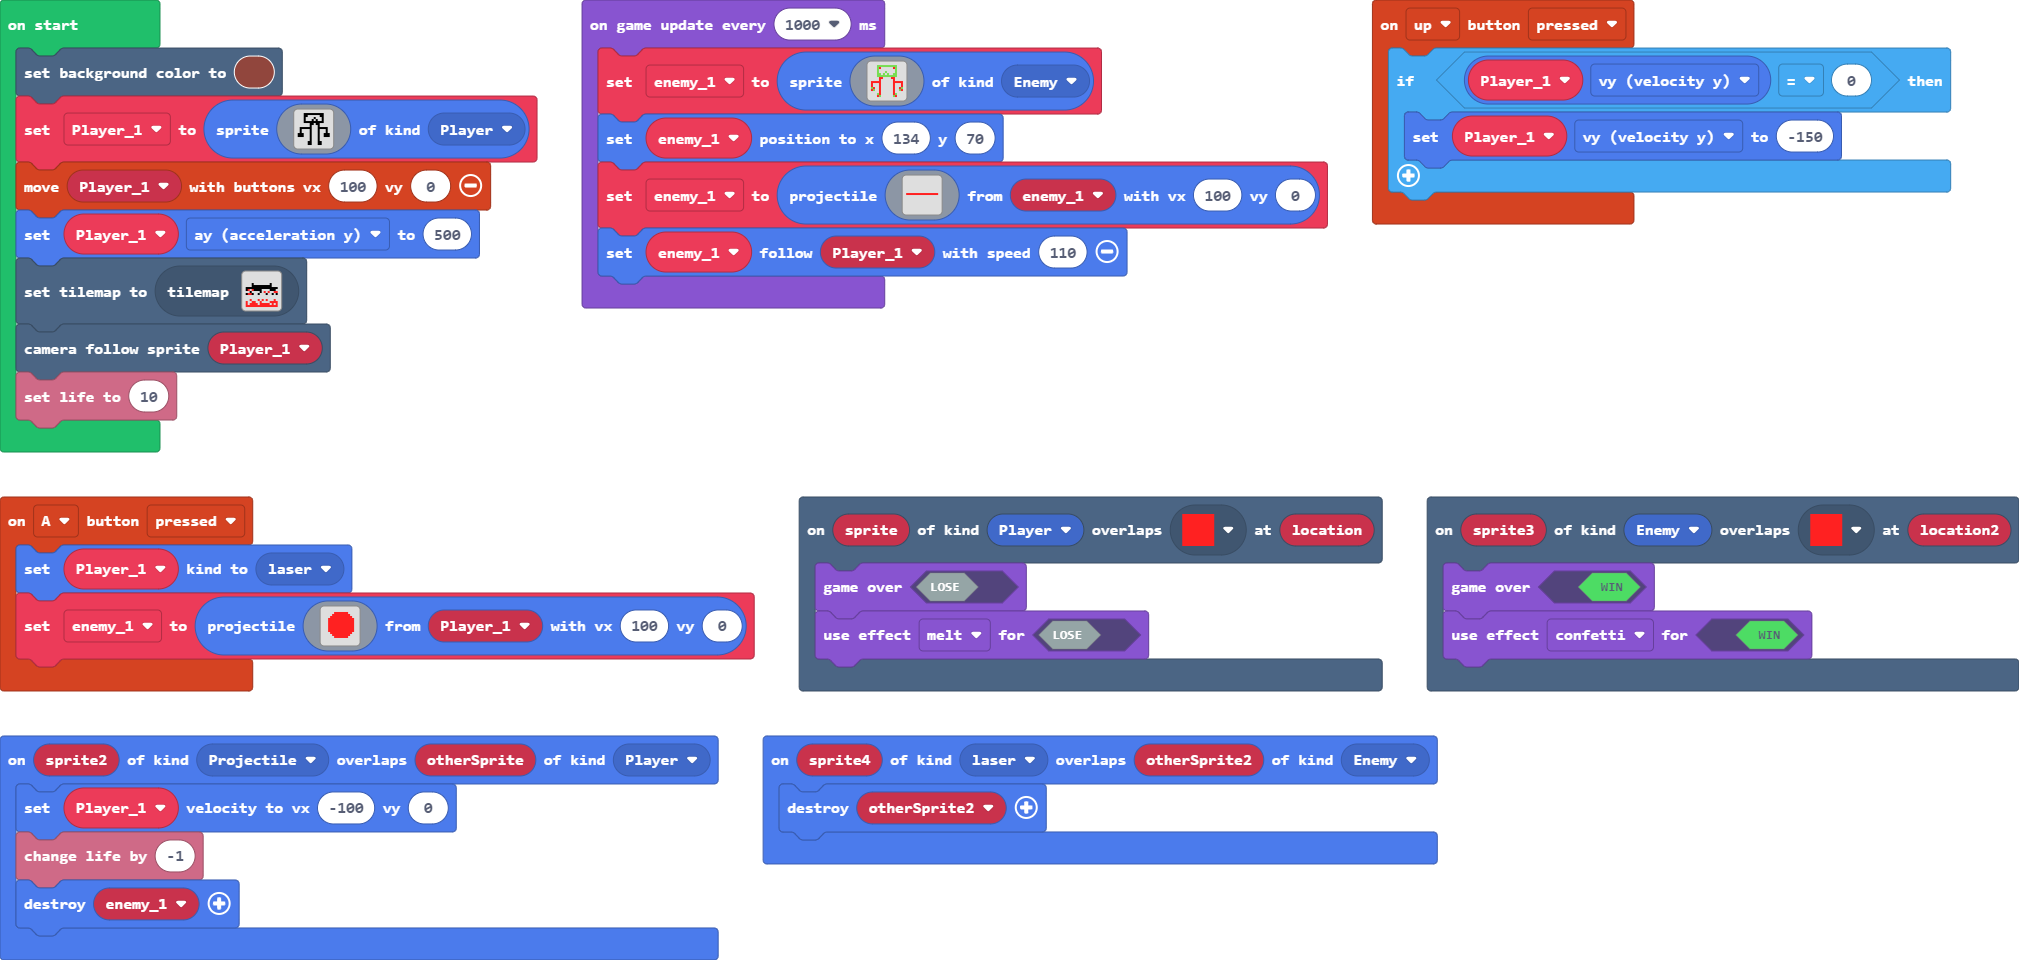 on start
set background color to
set Player_1 to sprite of kind Player
move Player_1 with buttons vx 100 vy 0
set Player_1 ay (acceleration y) to 500
set tilemap to tilemap
camera follow sprite Player_1
set life to 10
on game update every 1000 ms
set enemy_1 to sprite of kind Enemy
set enemy_1 position to x 134 y 70
set enemy_1 to projectile from enemy_1 with vx 100 vy 0
set enemy_1 follow Player_1 with speed 110
on up button pressed
if Player_1 vy (velocity y) = 0 then
set Player_1 vy (velocity y) to -150
on A button pressed
set Player_1 kind to laser
set enemy_1 to projectile from Player_1 with vx 100 vy 0
on sprite of kind Player overlaps at location
game over LOSE
use effect melt for LOSE
on sprite3 of kind Enemy overlaps at location2
game over WIN
use effect confetti for WIN
on sprite2 of kind Projectile overlaps otherSprite of kind Player
set Player_1 velocity to vx -100 vy 0
change life by -1
destroy enemy_1
on sprite4 of kind laser overlaps otherSprite2 of kind Enemy
destroy otherSprite2